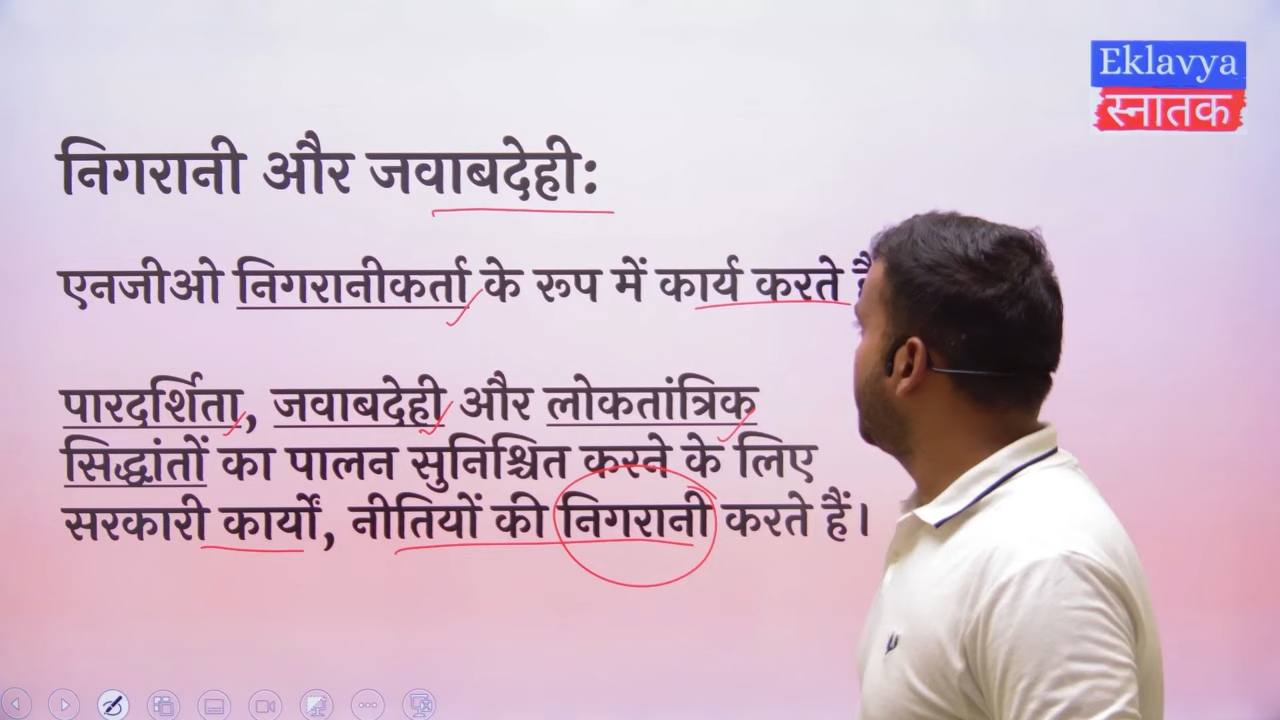 Eklavya
स्नातक
निगरानी और जवाबदेही:
एनजीओ निगरानीकर्ता के रूप में कार्य करते
पारदर्शिता, जवाबदेही और लोकतांत्रिक
सिद्धांतों का पालन सुनिश्चित करने के लिए
सरकारी कार्यों, नीतियों की निगरानी करते हैं।